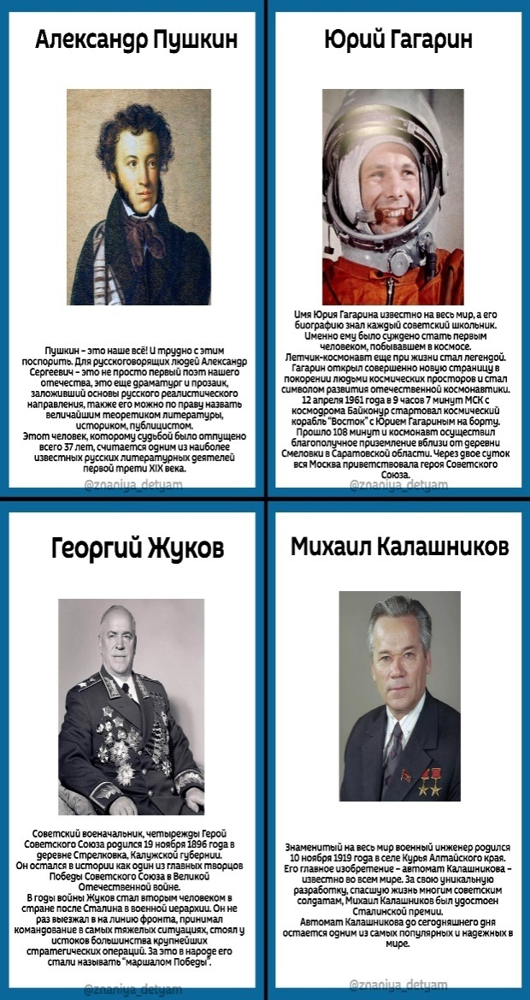 Александр Пушкин
Пушкин – это наше всё! И трудно с этим
поспорить. Для русскоговорящих людей Александр
Сергеевич – это не просто первый поэт нашего
отечества, это еще драматург и прозаик,
заложивший основы русского реалистического
направления, также его можно по праву назвать
величайшим теоретиком литературы,
историком, публицистом.
Этот человек, которому судьбой было отпущено
всего 37 лет, считается одним из наиболее
известных русских литературных деятелей
первой трети XIX века.
@znaniya_detyam
Юрий Гагарин
Имя Юрия Гагарина известно на весь мир, а его
биографию знал каждый советский школьник.
Именно ему было суждено стать первым
человеком, побывавшем в космосе.
Летчик-космонавт еще при жизни стал легендой.
Гагарин открыл совершенно новую страницу в
покорении людьми космических просторов и стал
символом развития отечественной космонавтики.
12 апреля 1961 года в 9 часов 7 минут МСК с
космодрома Байконур стартовал космический
корабль “Восток” с Юрием Гагариным на борту.
Прошло 108 минут и космонавт осуществил
благополучное приземление вблизи от деревни
Смеловки в Саратовской области. Через двое суток
вся Москва приветствовала героя Советского
Союза.
@znaniya_detyam
Георгий Жуков
Советский военачальник, четырежды Герой
Советского Союза родился 19 ноября 1896 года в
деревне Стрелковка, Калужской губернии.
Он остался в истории как один из главных творцов
Победы Советского Союза в Великой
Отечественной войне.
В годы войны Жуков стал вторым человеком в
стране после Сталина в военной иерархии. Он не
раз выезжал в на линию фронта, принимал
командование в самых тяжелых ситуациях, стоял у
истоков большинства крупнейших
стратегических операций. За это в народе его
стали называть “маршалом Победы”.
@znaniya_detyam
Михаил Калашников
Знаменитый на весь мир военный инженер родился
10 ноября 1919 года в селе Курья Алтайского края.
Его главное изобретение – автомат Калашникова –
известно во всем мире. За свою уникальную
разработку, спасшую жизнь многим советским
солдатам, Михаил Калашников был удостоен
Сталинской премии.
Автомат Калашникова до сегодняшнего дня
остается одним из самых популярных и надежных в
мире.
@znaniya_detyam